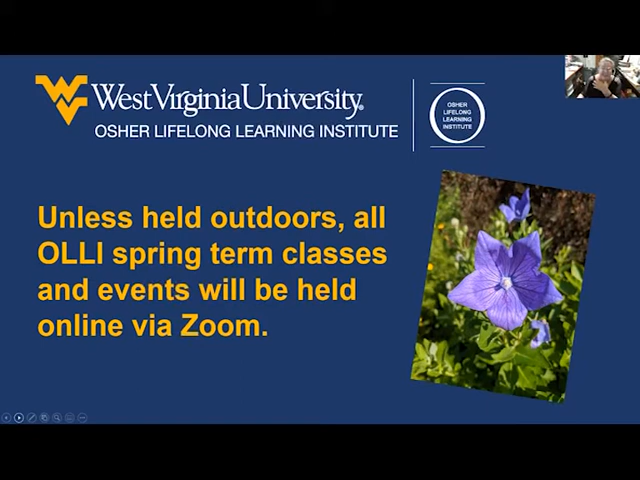 WestVirginiaUniversity®
OSHER LIFELONG LEARNING INSTITUTE
OSHER
LIFELONG
LEARNING
INSTITUTE
Unless held outdoors, all
OLLI spring term classes
and events will be held
online via Zoom.